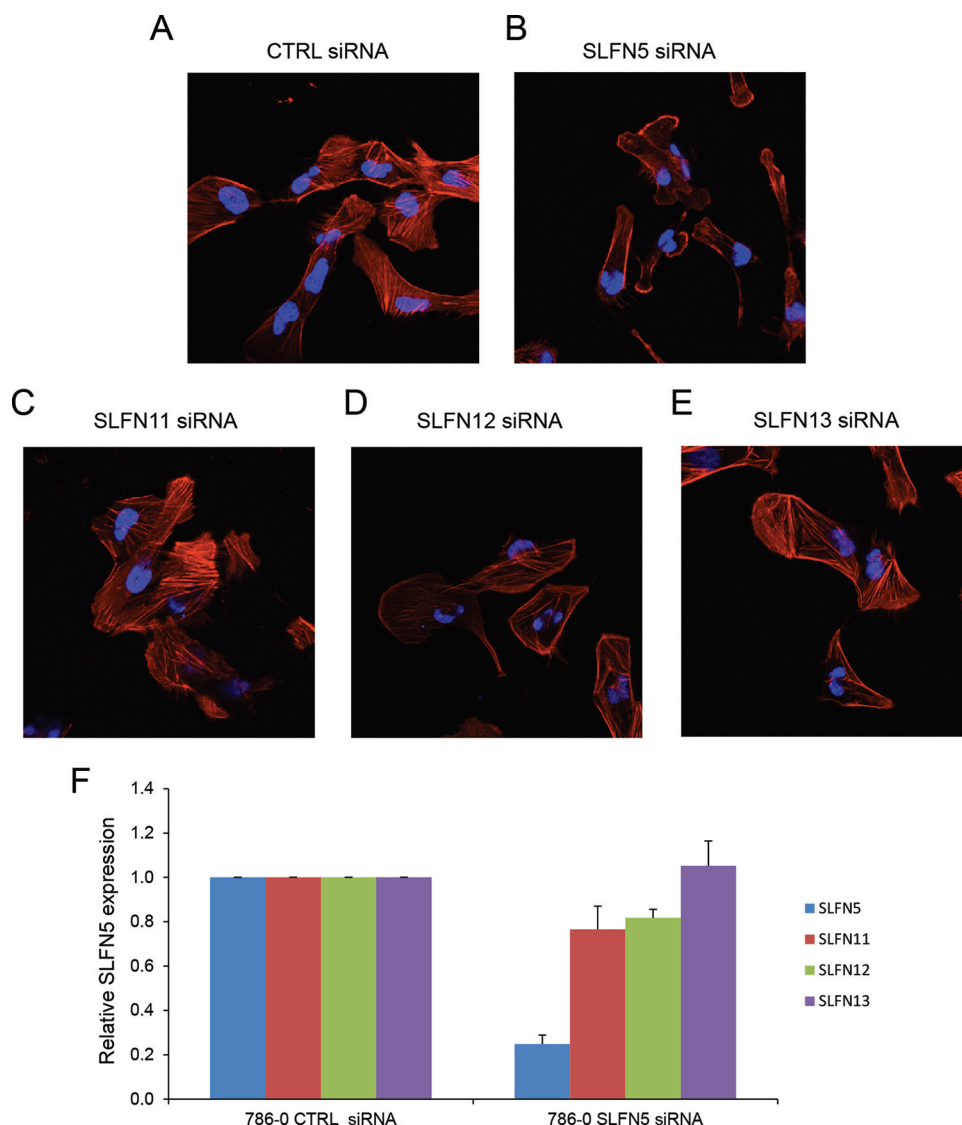 A
CTRL siRNA
B
SLFN5 siRNA
C
SLFN11 siRNA
D
SLFN12 siRNA
E
SLFN13 siRNA
F
Relative SLFN5 expression
1.4
1.2
1.0
0.8
0.6
0.4
0.2
0.0
786-0 CTRL siRNA
786-0 SLFN5 siRNA
SLFN5
SLFN11
SLFN12
SLFN13